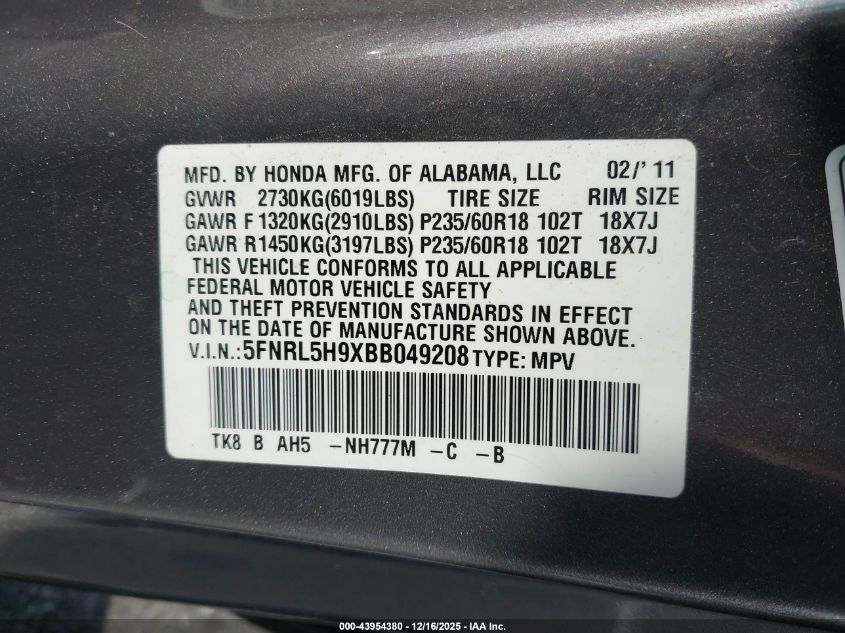 MFD. BY HONDA MFG. OF ALABAMA, LLC 02/' 11
GVWR 2730KG(6019LBS) TIRE SIZE RIM SIZE
GAWR F 1320KG(2910LBS) P235/60R18 102T 18X7J
GAWR R1450KG(3197LBS) P235/60R18 102T 18X7J
THIS VEHICLE CONFORMS TO ALL APPLICABLE
FEDERAL MOTOR VEHICLE SAFETY
AND THEFT PREVENTION STANDARDS IN EFFECT
ON THE DATE OF MANUFACTURE SHOWN ABOVE.
V.I.N.:5FNRL5H9XBB049208 TYPE: MPV
TK8 B AH5 -NH777M -C -B
000-43954380 - 12/16/2025 - IAA Inc.